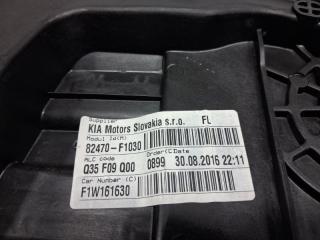 Supplier
KIA Motors Slovakia s.r.o. FL
Modul Id(M)
82470-F1030
ALC code Order(C Date
Q35 F09 Q00 0899 30.08.2016 22:11
Car Number (C)
F1W161630